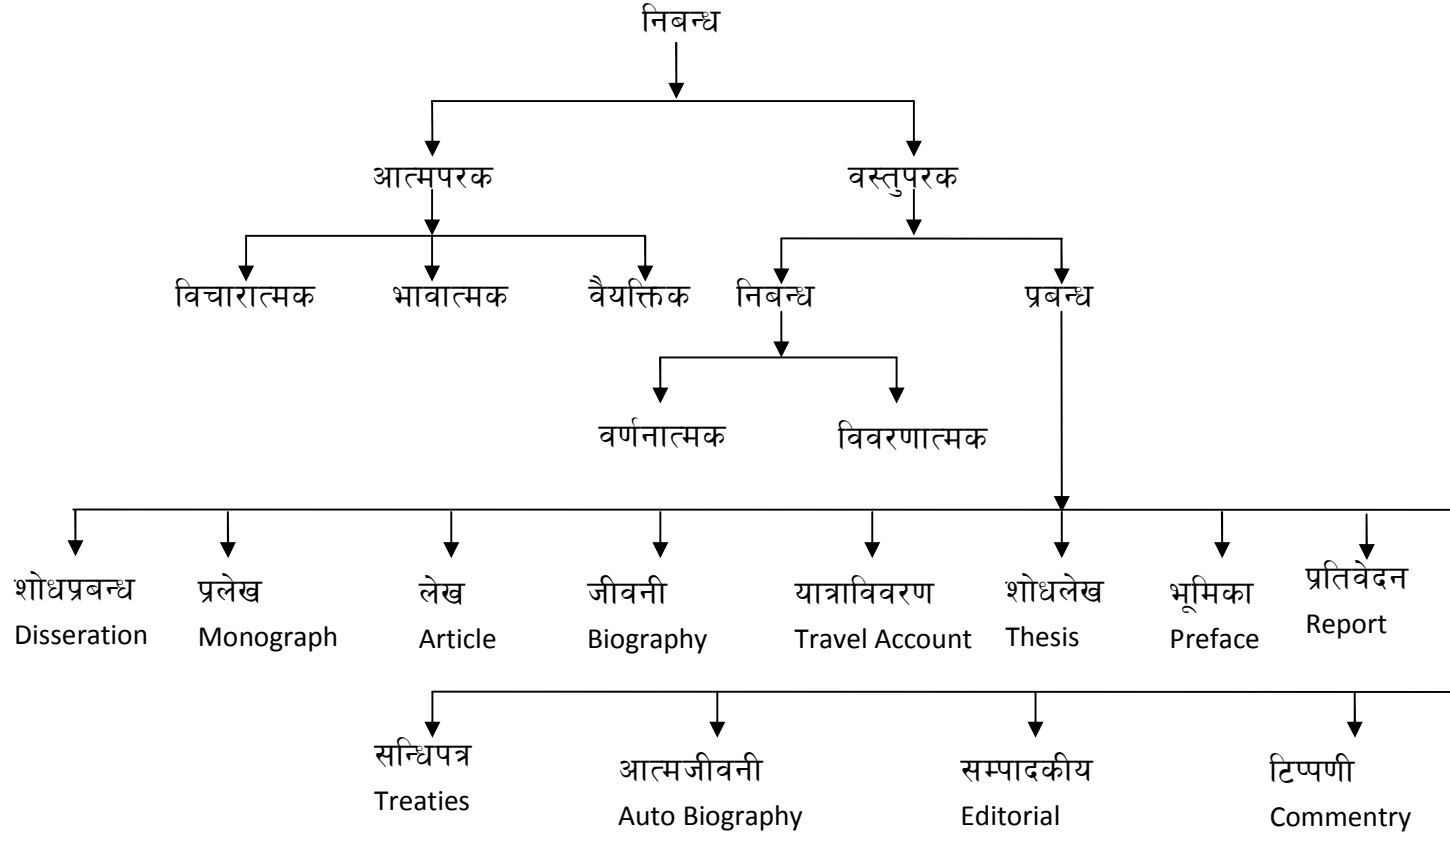 निबन्ध
आत्मपरक वस्तुपरक
विचारात्मक भावात्मक वैयक्तिक निबन्ध प्रबन्ध
वर्णनात्मक विवरणात्मक
शोधप्रबन्ध प्रलेख लेख जीवनी यात्राविवरण शोधलेख भूमिका प्रतिवेदन
Disseration Monograph Article Biography Travel Account Thesis Preface Report
सन्धिपत्र आत्मजीवनी सम्पादकीय टिप्पणी
Treaties Auto Biography Editorial Commentry